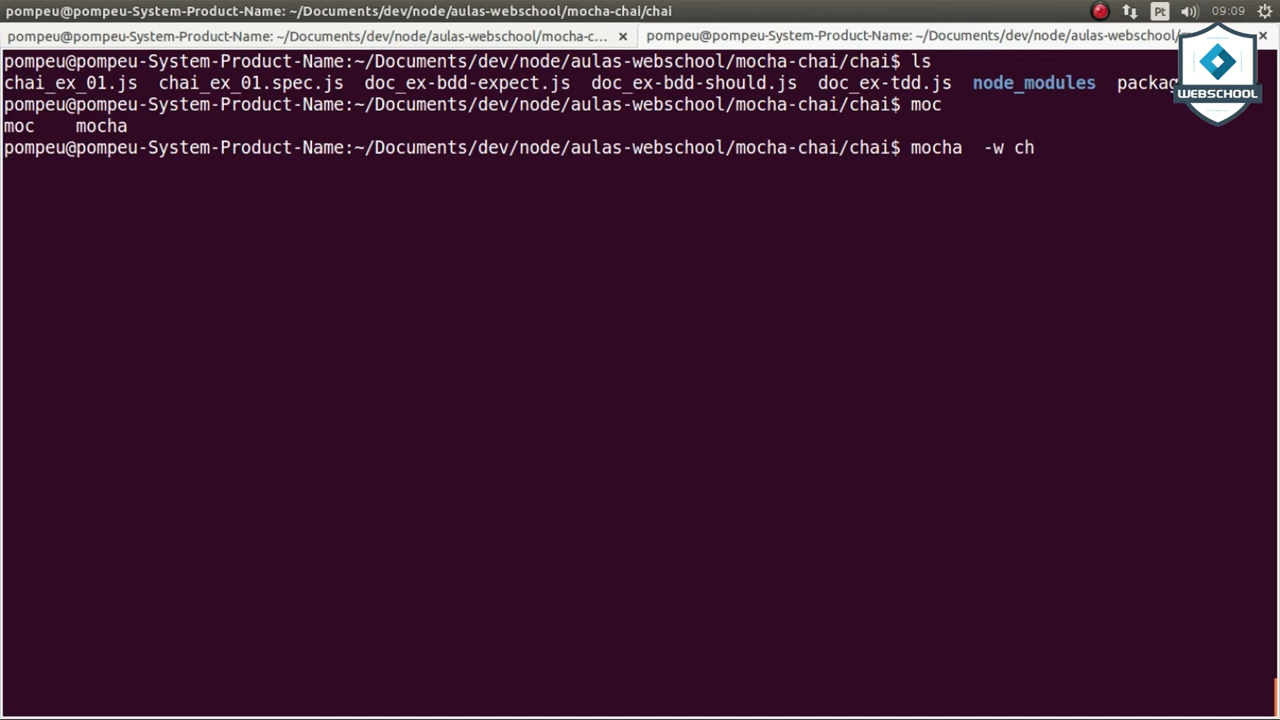 pompeu@pompeu-System-Product-Name: ~/Documents/dev/node/aulas-webschool/mocha-chai/chai
Pt
09:09
pompeu@pompeu-System-Product-Name: ~/Documents/dev/node/aulas-webschool/mocha-c... ×
pompeu@pompeu-System-Product-Name: ~/Documents/dev/node/aulas-webschool/ ×
WEBSCHOOL
pompeu@pompeu-System-Product-Name:~/Documents/dev/node/aulas-webschool/mocha-chai/chai$ ls
chai_ex_01.js chai_ex_01.spec.js doc_ex-bdd-expect.js doc_ex-bdd-should.js doc_ex-tdd.js node_modules packag
pompeu@pompeu-System-Product-Name:~/Documents/dev/node/aulas-webschool/mocha-chai/chai$ moc
moc mocha
pompeu@pompeu-System-Product-Name:~/Documents/dev/node/aulas-webschool/mocha-chai/chai$ mocha -w ch